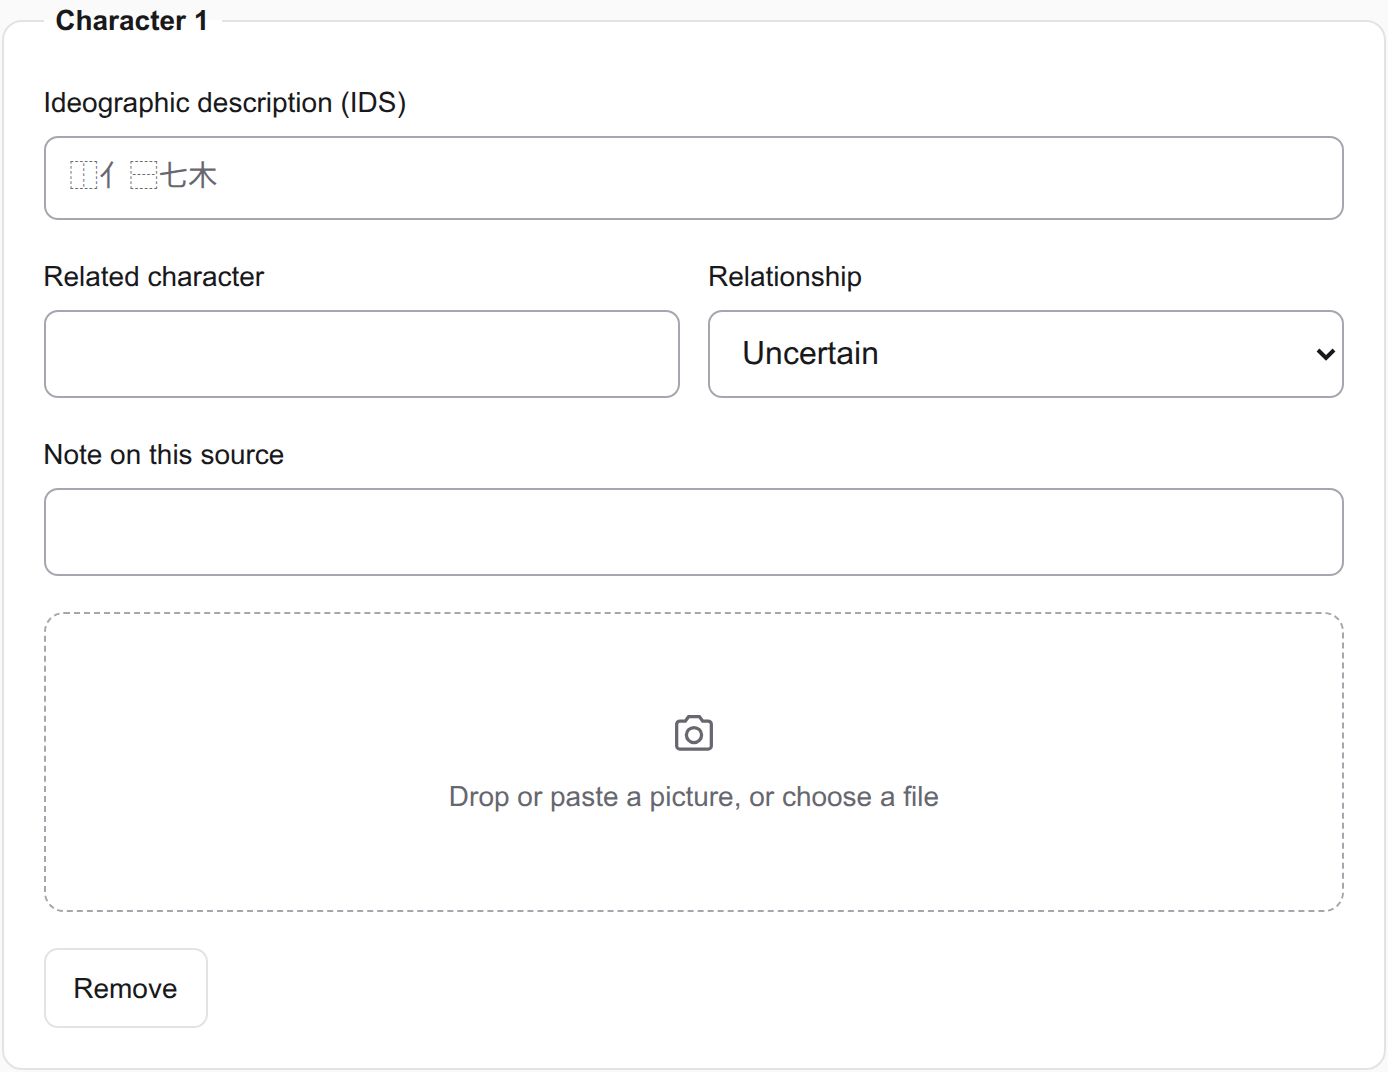 Character 1
Ideographic description (IDS)
⿰亻⿱七木
Related character
Relationship
Uncertain
Note on this source
Drop or paste a picture, or choose a file
Remove